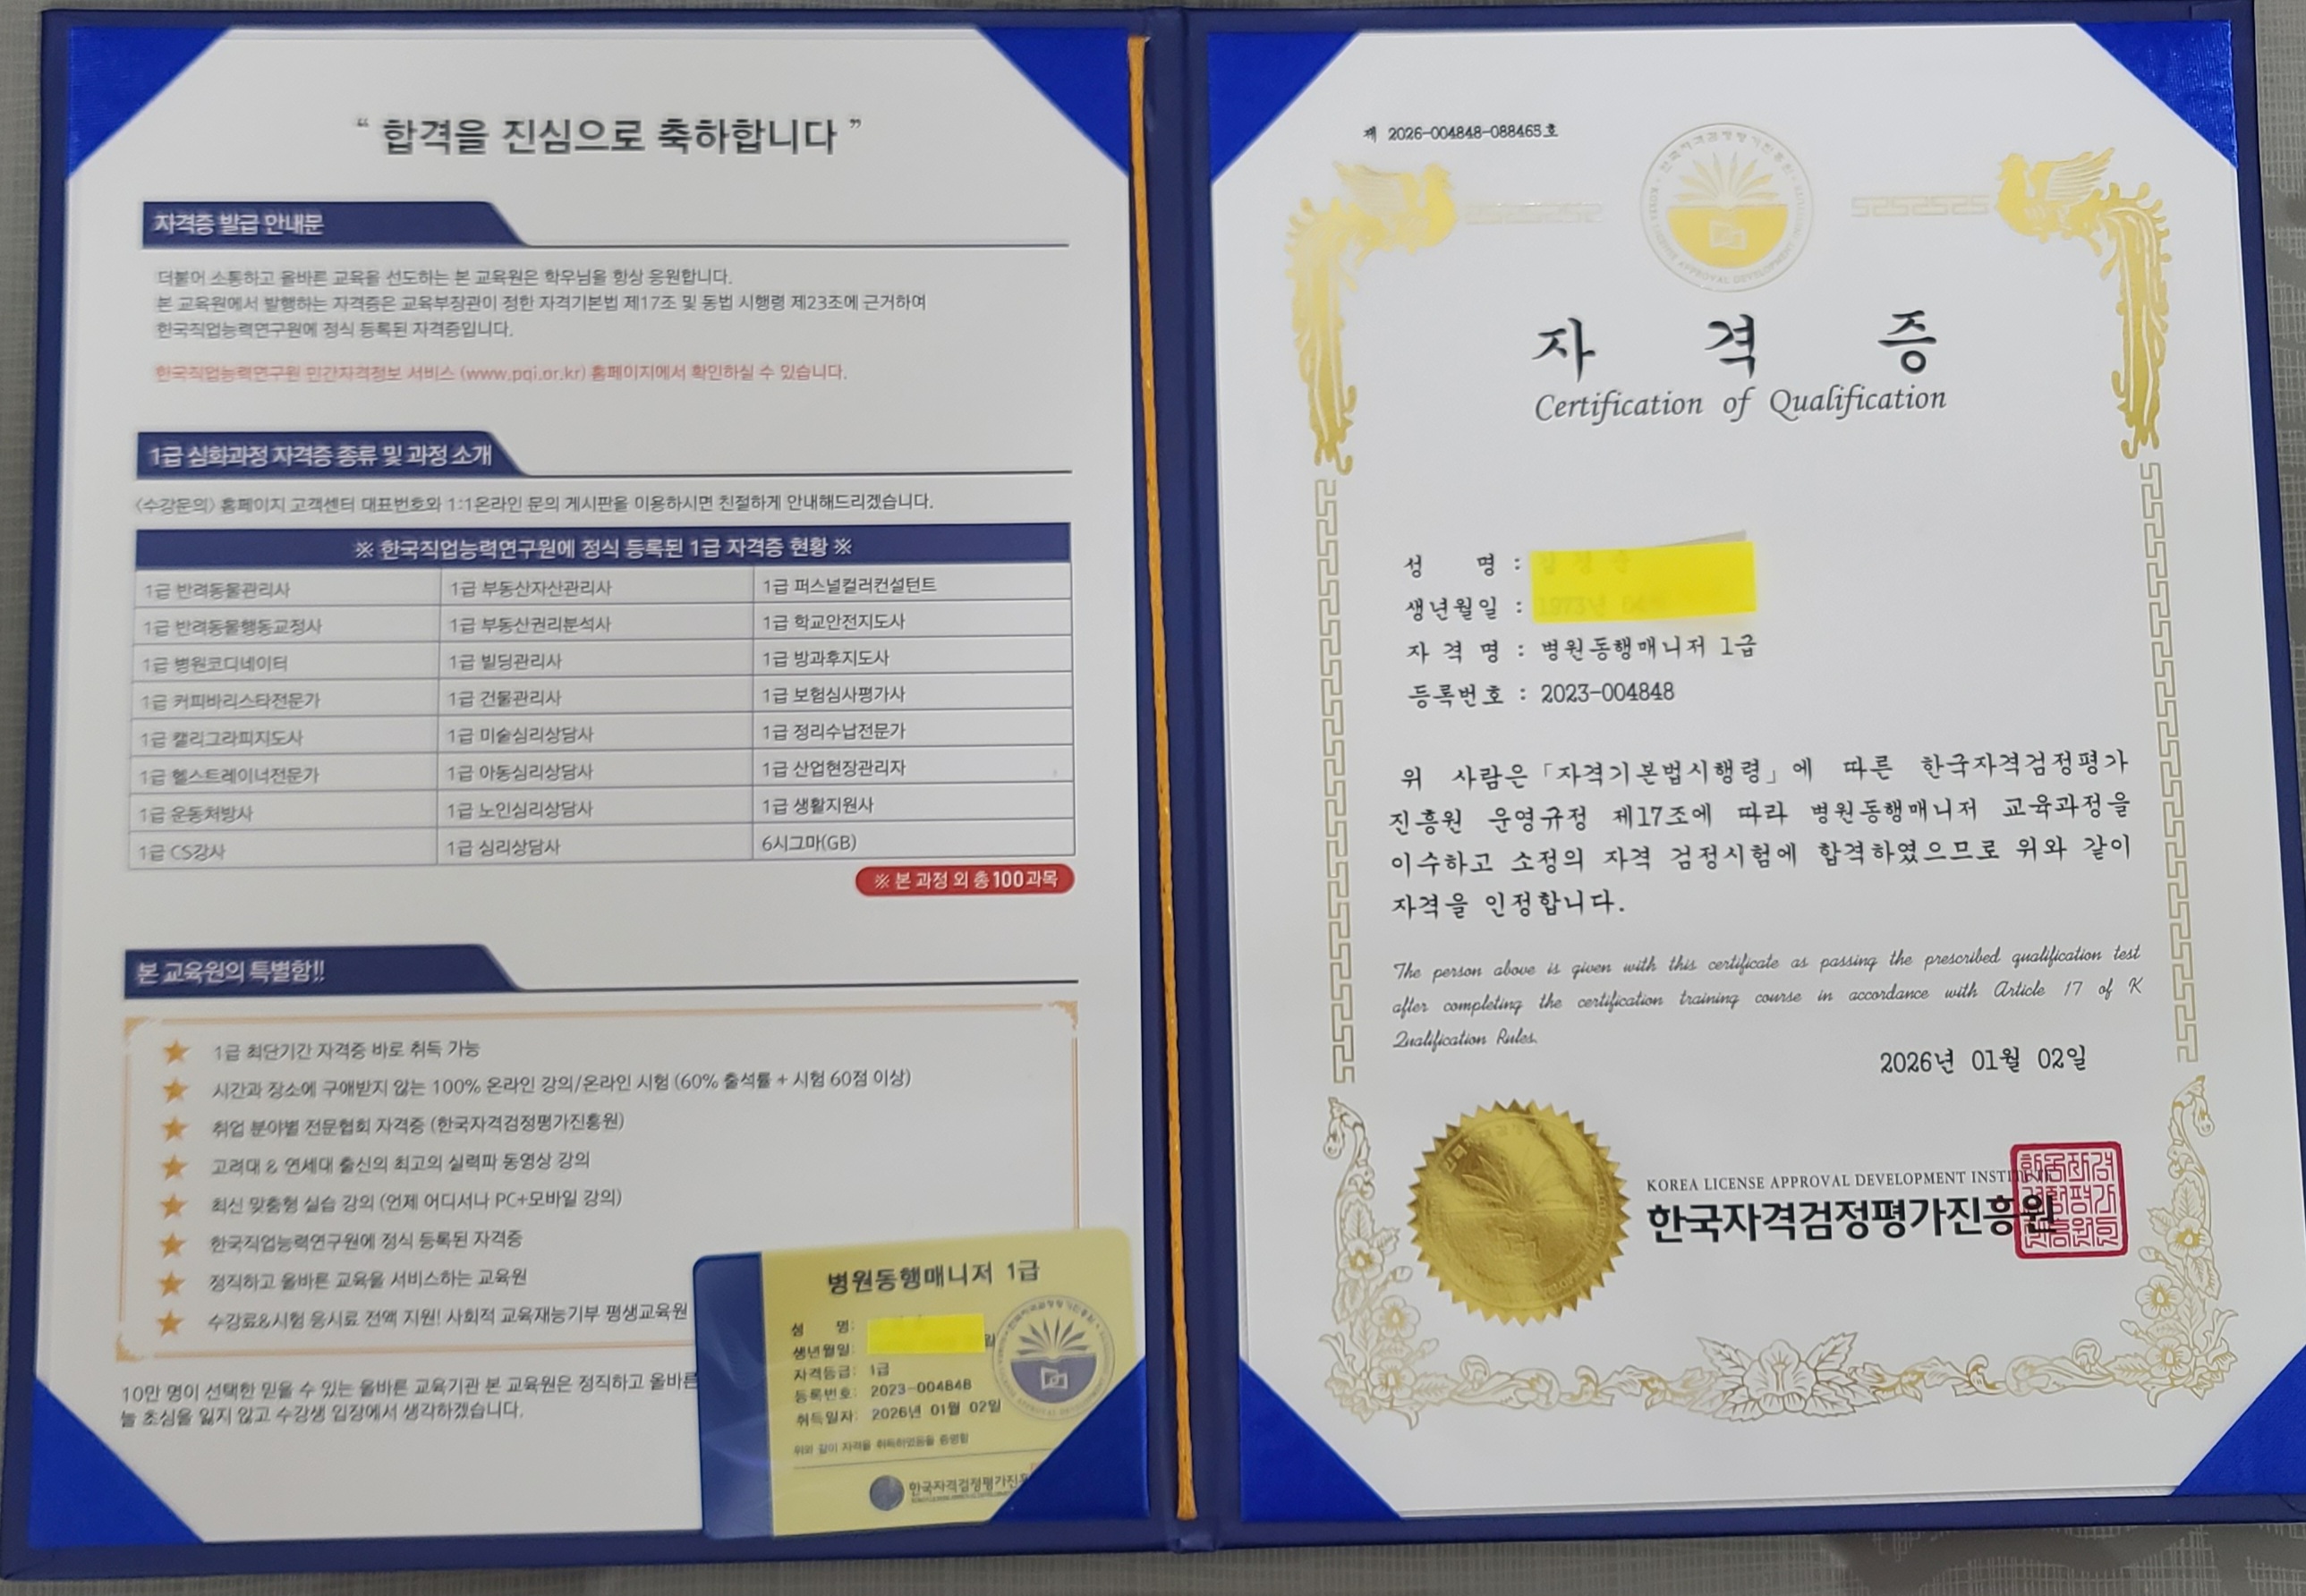 “ 합격을 진심으로 축하합니다 ”
자격증 발급 안내문
더불어 소통하고 올바른 교육을 선도하는 본 교육원은 학우님을 항상 응원합니다.
본 교육원에서 발행하는 자격증은 교육부장관이 정한 자격기본법 제17조 및 동법 시행령 제23조에 근거하여
한국직업능력연구원에 정식 등록된 자격증입니다.
한국직업능력연구원 민간자격정보 서비스 (www.pqi.or.kr) 홈페이지에서 확인하실 수 있습니다.
1급 심화과정 자격증 종류 및 과정 소개
<수강문의> 홈페이지 고객센터 대표번호와 1:1온라인 문의 게시판을 이용하시면 친절하게 안내해드리겠습니다.
※ 한국직업능력연구원에 정식 등록된 1급 자격증 현황 ※
1급 반려동물관리사 1급 부동산자산관리사 1급 퍼스널컬러컨설턴트
1급 반려동물행동교정사 1급 부동산권리분석사 1급 학교안전지도사
1급 병원코디네이터 1급 빌딩관리사 1급 방과후지도사
1급 커피바리스타전문가 1급 건물관리사 1급 보험심사평가사
1급 캘리그라피지도사 1급 미술심리상담사 1급 정리수납전문가
1급 헬스트레이너전문가 1급 아동심리상담사 1급 산업현장관리자
1급 운동처방사 1급 노인심리상담사 1급 생활지원사
1급 CS강사 1급 심리상담사 6시그마(GB)
※ 본 과정 외 총 100과목
본 교육원의 특별함!!
1급 최단기간 자격증 바로 취득 가능
시간과 장소에 구애받지 않는 100% 온라인 강의/온라인 시험 (60% 출석률 + 시험 60점 이상)
취업 분야별 전문협회 자격증 (한국자격검정평가진흥원)
고려대 & 연세대 출신의 최고의 실력파 동영상 강의
최신 맞춤형 실습 강의 (언제 어디서나 PC+모바일 강의)
한국직업능력연구원에 정식 등록된 자격증
정직하고 올바른 교육을 서비스하는 교육원
수강료&시험 응시료 전액 지원! 사회적 교육재능기부 평생교육원
10만 명이 선택한 믿을 수 있는 올바른 교육기관 본 교육원은 정직하고 올바른
늘 초심을 잃지 않고 수강생 입장에서 생각하겠습니다.
병원동행매니저 1급
성 명:
생년월일: 일
자격등급: 1급
등록번호: 2023-004848
취득일자: 2026년 01월 02일
위와 같이 자격을 취득하였음을 증명함
한국자격검정평가진흥
제 2026-004848-088465호
자 격 증
Certification of Qualification
성 명 :
생년월일 :
자 격 명 : 병원동행매니저 1급
등록번호 : 2023-004848
위 사람은「자격기본법시행령」에 따른 한국자격검정평가
진흥원 운영규정 제17조에 따라 병원동행매니저 교육과정을
이수하고 소정의 자격 검정시험에 합격하였으므로 위와 같이
자격을 인정합니다.
The person above is given with this certificate as passing the prescribed qualification test
after completing the certification training course in accordance with Article 17 of K
Qualification Rules.
2026년 01월 02일
KOREA LICENSE APPROVAL DEVELOPMENT INSTITUTE
한국자격검정평가진흥원